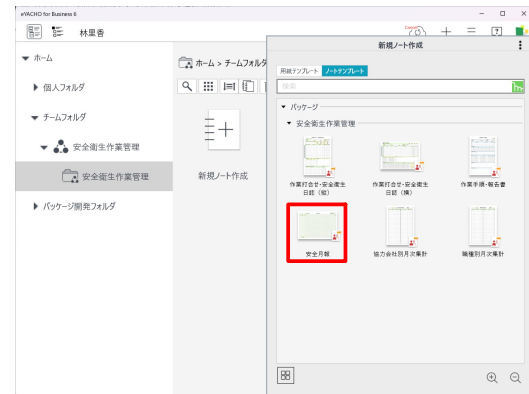 eYACHO for Business 6
林里香
新規ノート作成
ホーム
ホーム > チームフォルダ
用紙テンプレート ノートテンプレート
個人フォルダ
検索
パッケージ
チームフォルダ
安全衛生作業管理
安全衛生作業管理
安全衛生作業管理
新規ノート作成
作業打合せ・安全衛生
日誌（縦）
作業打合せ・安全衛生
日誌（横）
作業手順・報告書
パッケージ開発フォルダ
安全月報
協力会社別月次集計
職種別月次集計